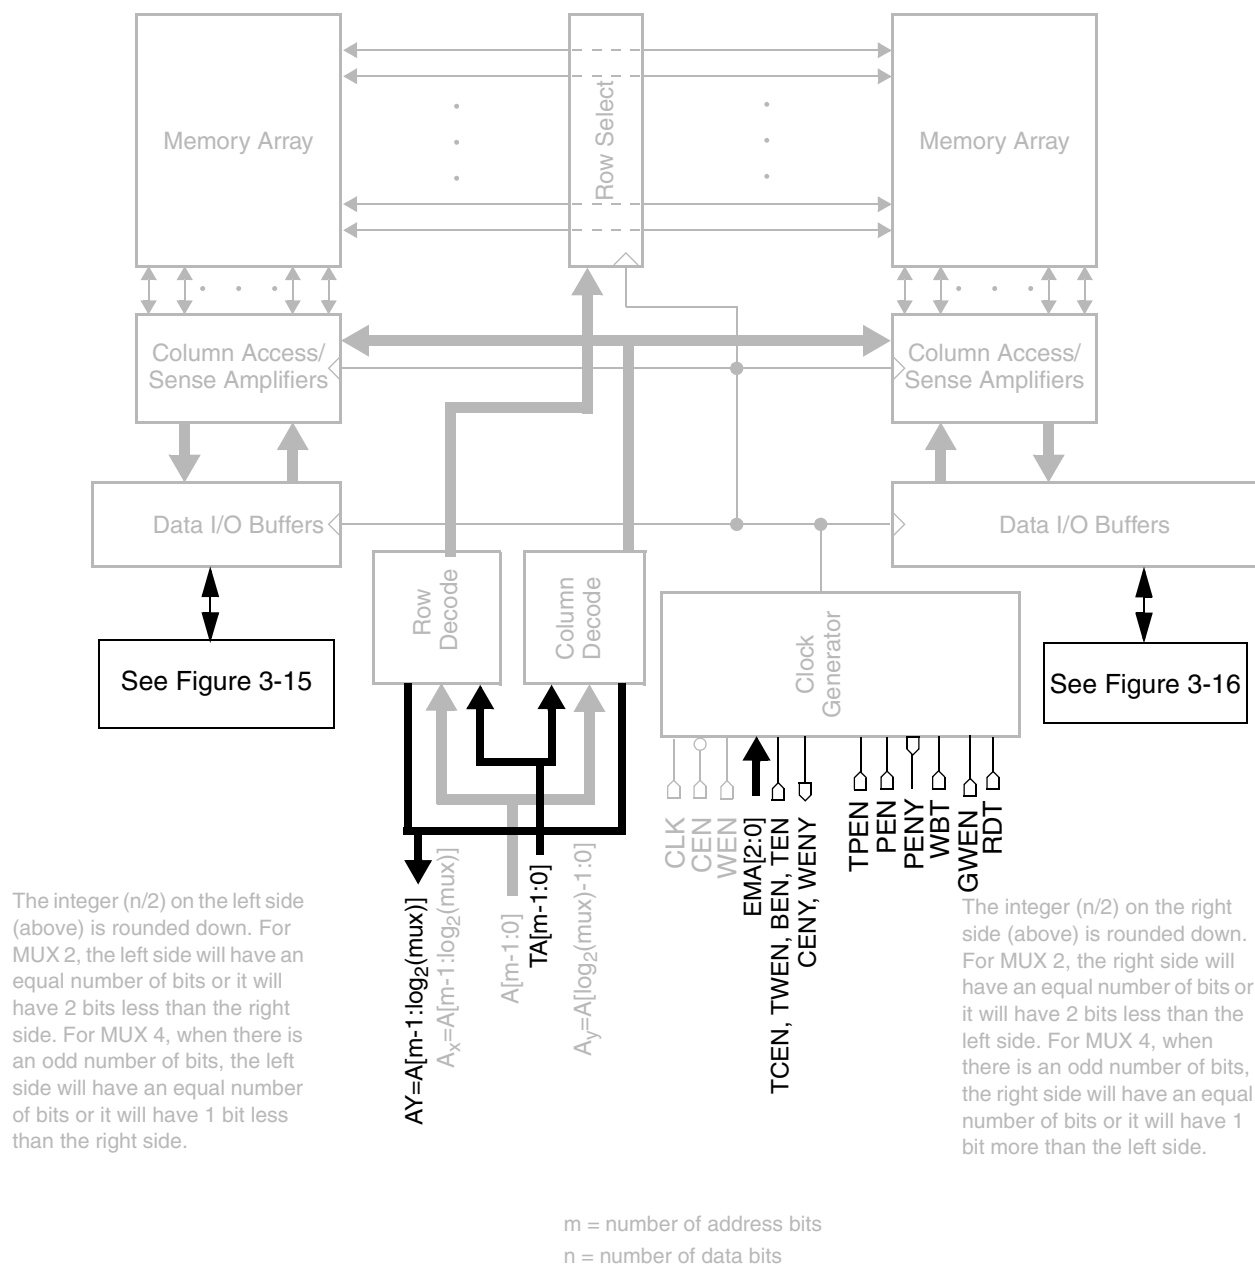 Memory Array
Row Select
Memory Array
Column Access/
Sense Amplifiers
Column Access/
Sense Amplifiers
Data I/O Buffers
Data I/O Buffers
Row
Decode
Column
Decode
Clock
Generator
See Figure 3-15
See Figure 3-16
CLK
CEN
WEN
EMA[2:0]
TCEN, TWEN, BEN, TEN
CENY, WENY
TPEN
PEN
PENY
WBT
GWEN
RDT
AY=A[m-1:log₂(mux)]
Aₓ=A[m-1:log₂(mux)]
A[m-1:0]
TA[m-1:0]
Aᵧ=A[log₂(mux)-1:0]
The integer (n/2) on the left side
(above) is rounded down. For
MUX 2, the left side will have an
equal number of bits or it will
have 2 bits less than the right
side. For MUX 4, when there is
an odd number of bits, the left
side will have an equal number
of bits or it will have 1 bit less
than the right side.
The integer (n/2) on the right
side (above) is rounded down.
For MUX 2, the right side will
have an equal number of bits or
it will have 2 bits less than the
left side. For MUX 4, when
there is an odd number of bits,
the right side will have an equal
number of bits or it will have 1
bit more than the left side.
m = number of address bits
n = number of data bits